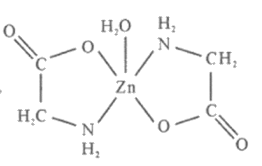 O O H₂O H₂ N CH₂
C Zn C
H₂C N H₂ O O